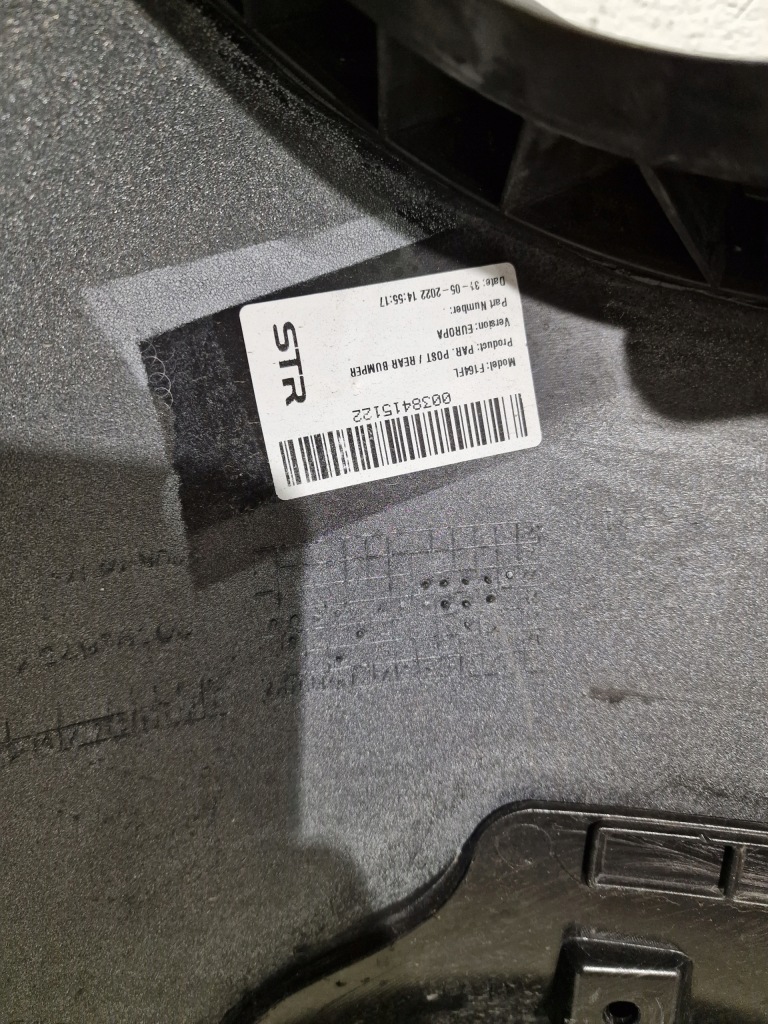 0038415122
Model: F164FL
Product: PAR. POST / REAR BUMPER
Version: EUROPA
Part Number:
Date: 31-05-2022 14:55:17
STR